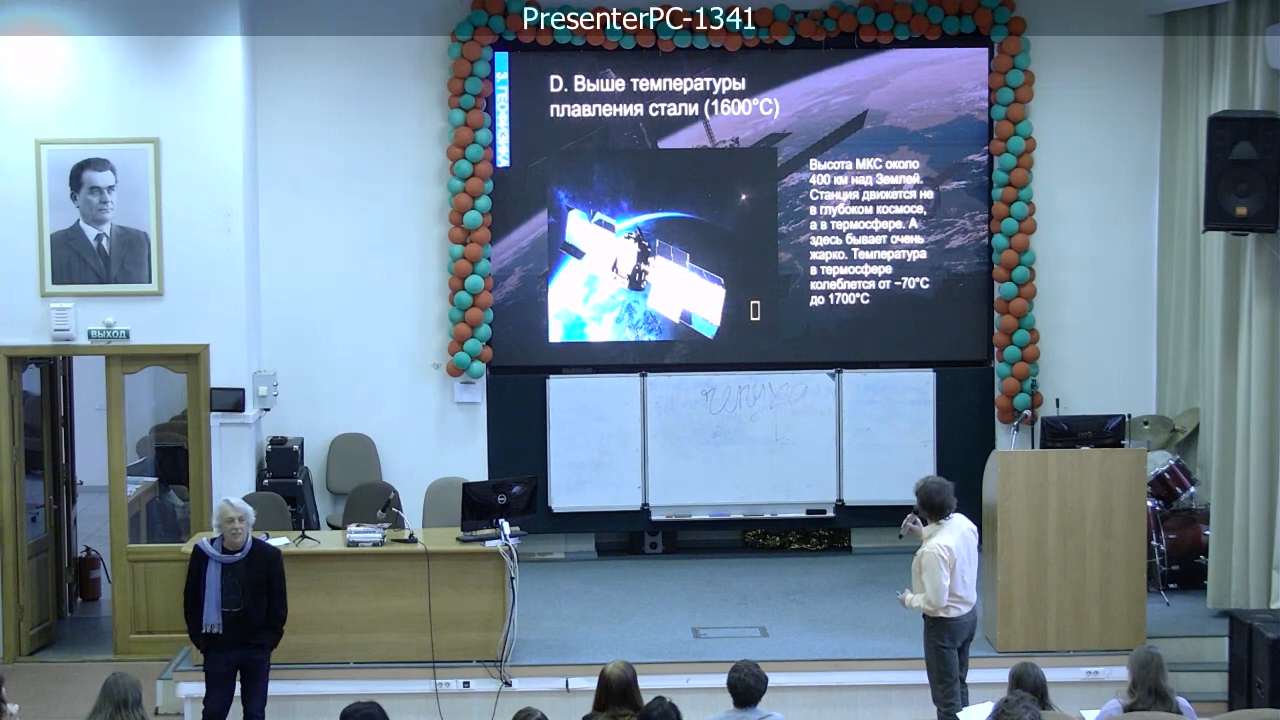 PresenterPC-1341
D. Выше температуры
плавления стали (1600°C)
Высота МКС около
400 км над Землей.
Станция движется не
в глубоком космосе,
а в термосфере. А
здесь бывает очень
жарко. Температура
в термосфере
колеблется от −70°C
до 1700°C
чепуха
ВЫХОД
DELL